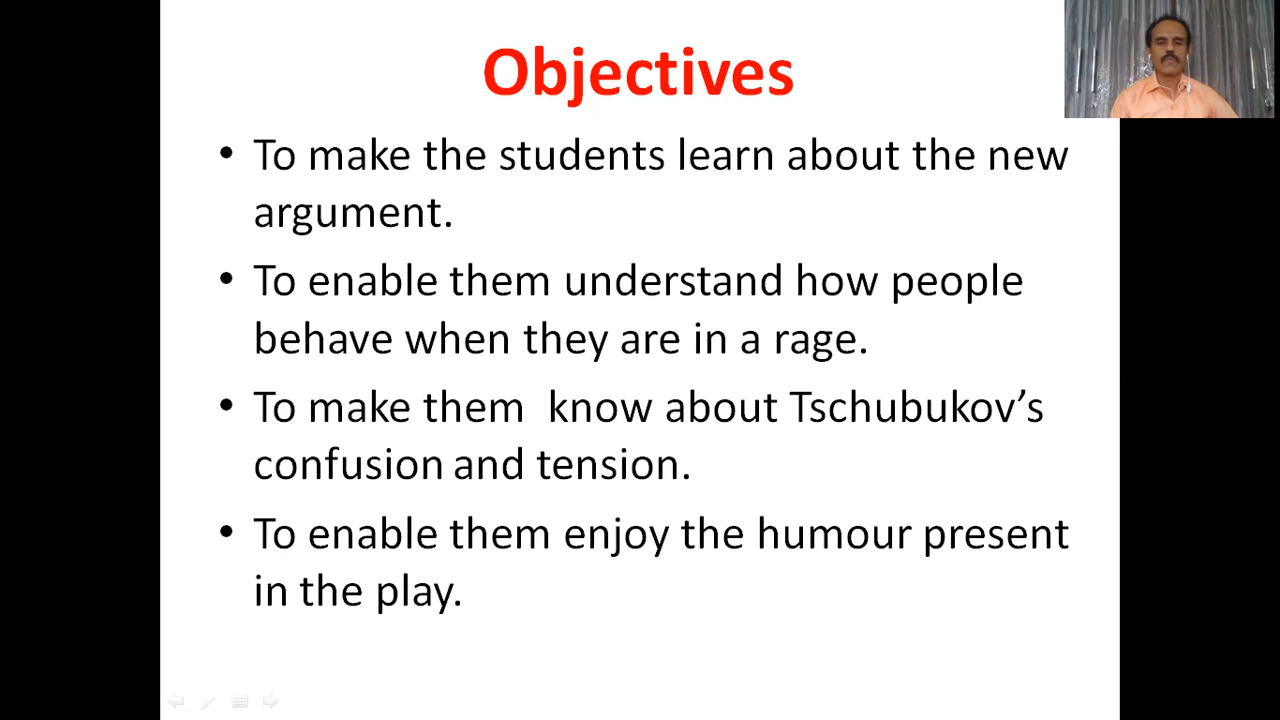 Objectives
• To make the students learn about the new
argument.
• To enable them understand how people
behave when they are in a rage.
• To make them  know about Tschubukov’s
confusion and tension.
• To enable them enjoy the humour present
in the play.